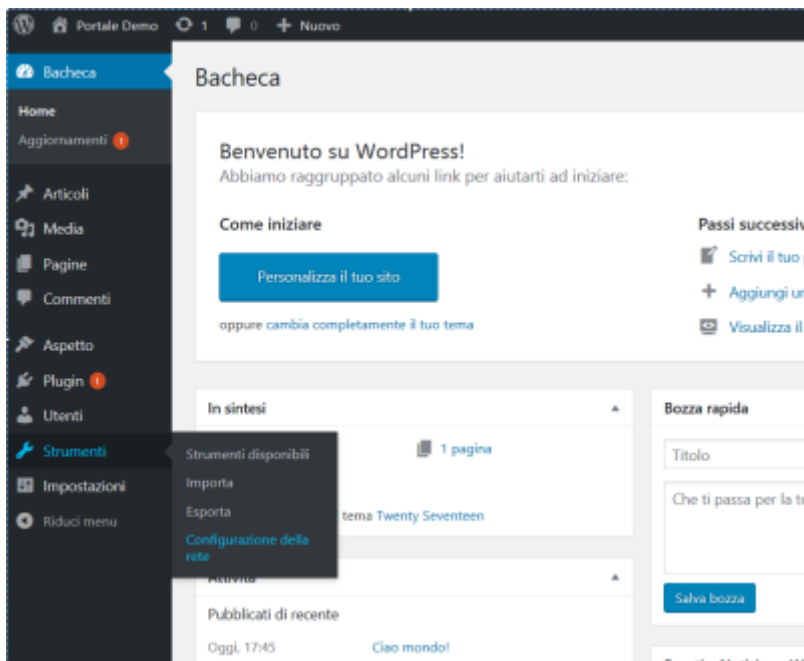 Portale Demo 1 0 + Nuovo
Bacheca
Home
Aggiornamenti 1
Articoli
Media
Pagine
Commenti
Aspetto
Plugin 1
Utenti
Strumenti
Impostazioni
Riduci menu
Strumenti disponibili
Importa
Esporta
Configurazione della
rete
Bacheca
Benvenuto su WordPress!
Abbiamo raggruppato alcuni link per aiutarti ad iniziare:
Come iniziare
Personalizza il tuo sito
oppure cambia completamente il tuo tema
Passi successiv
Scrivi il tuo
Aggiungi un
Visualizza il
In sintesi
1 pagina
tema Twenty Seventeen
Attività
Pubblicati di recente
Oggi, 17:45 Ciao mondo!
Bozza rapida
Titolo
Che ti passa per la te
Salva bozza